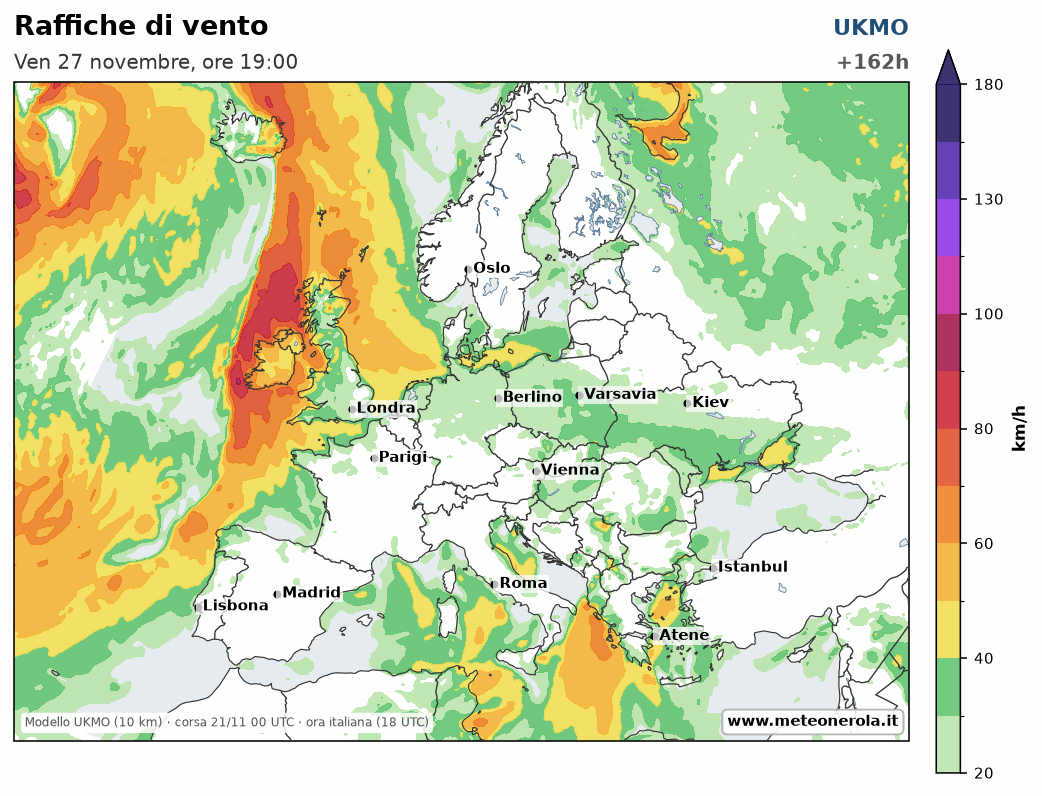 Raffiche di vento
UKMO
Ven 27 novembre, ore 19:00
+162h
180
130
100
80
60
40
20
km/h
Oslo
Londra
Berlino
Varsavia
Kiev
Parigi
Vienna
Istanbul
Roma
Madrid
Lisbona
Atene
Modello UKMO (10 km) · corsa 21/11 00 UTC · ora italiana (18 UTC)
www.meteonerola.it